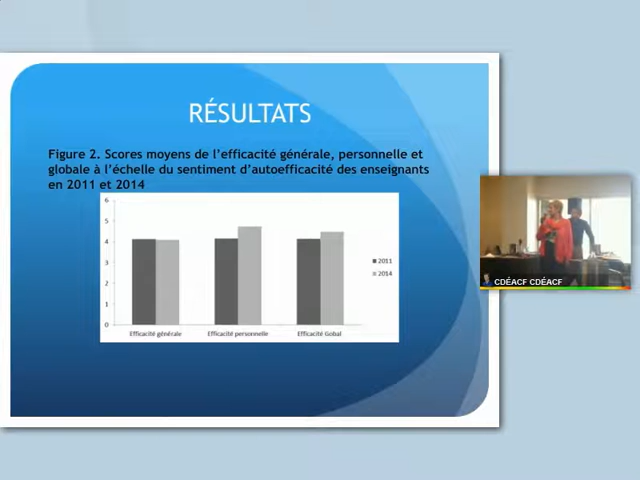 RÉSULTATS
Figure 2. Scores moyens de l'efficacité générale, personnelle et
globale à l'échelle du sentiment d'autoefficacité des enseignants
en 2011 et 2014
6
5
4
3
2
1
0
Efficacité générale Efficacité personnelle Efficacité Gobal
2011
2014
CDÉACF CDÉACF